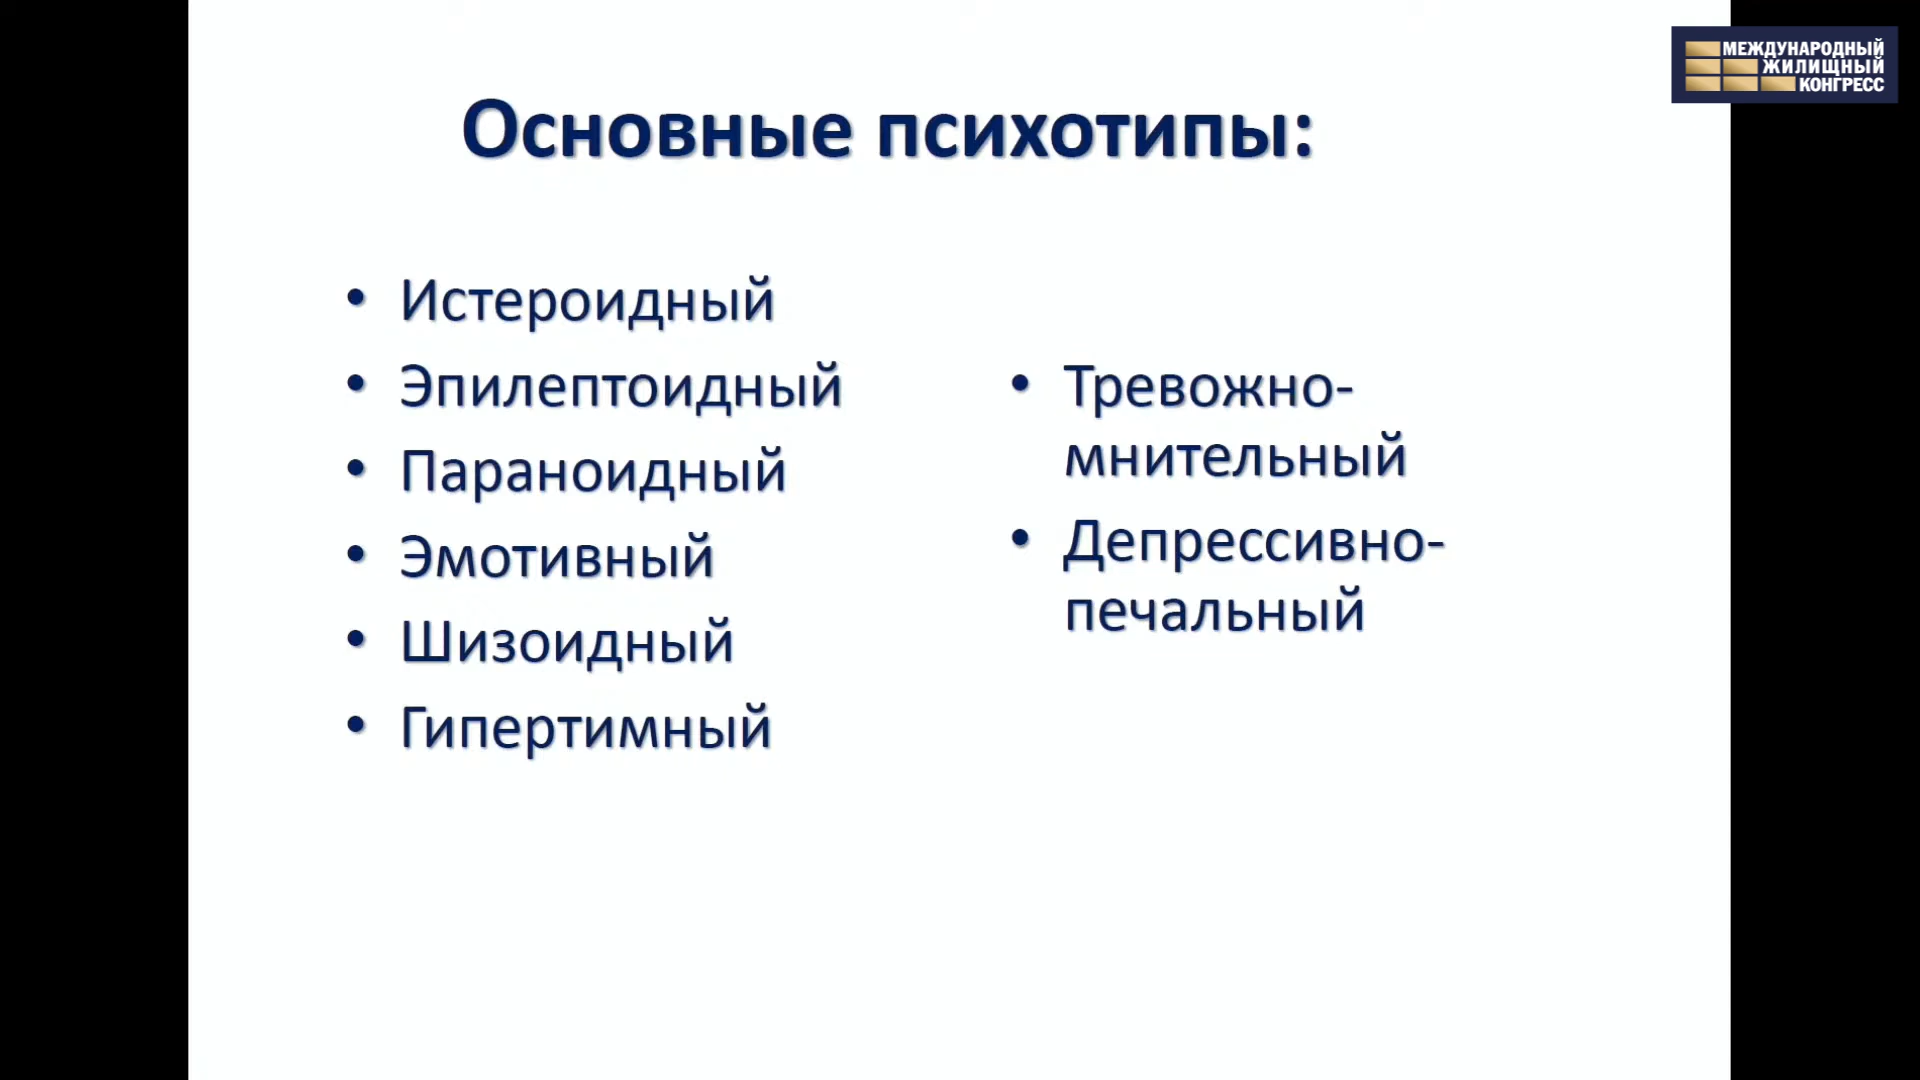 МЕЖДУНАРОДНЫЙ
ЖИЛИЩНЫЙ
КОНГРЕСС
Основные психотипы:
• Истероидный
• Эпилептоидный
• Параноидный
• Эмотивный
• Шизоидный
• Гипертимный
• Тревожно-
мнительный
• Депрессивно-
печальный